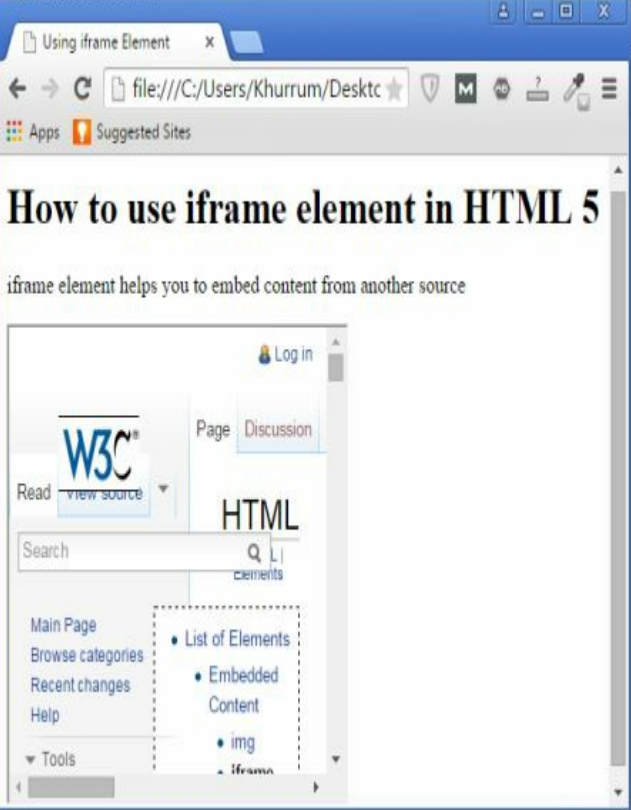 Using iframe Element
file:///C:/Users/Khurrum/Desktc
Apps Suggested Sites
How to use iframe element in HTML 5
iframe element helps you to embed content from another source
Log in
Page Discussion
W3C®
Read View source
HTML
Search
Elements
Main Page
Browse categories
Recent changes
Help
Tools
• List of Elements
• Embedded
Content
• img
• iframe